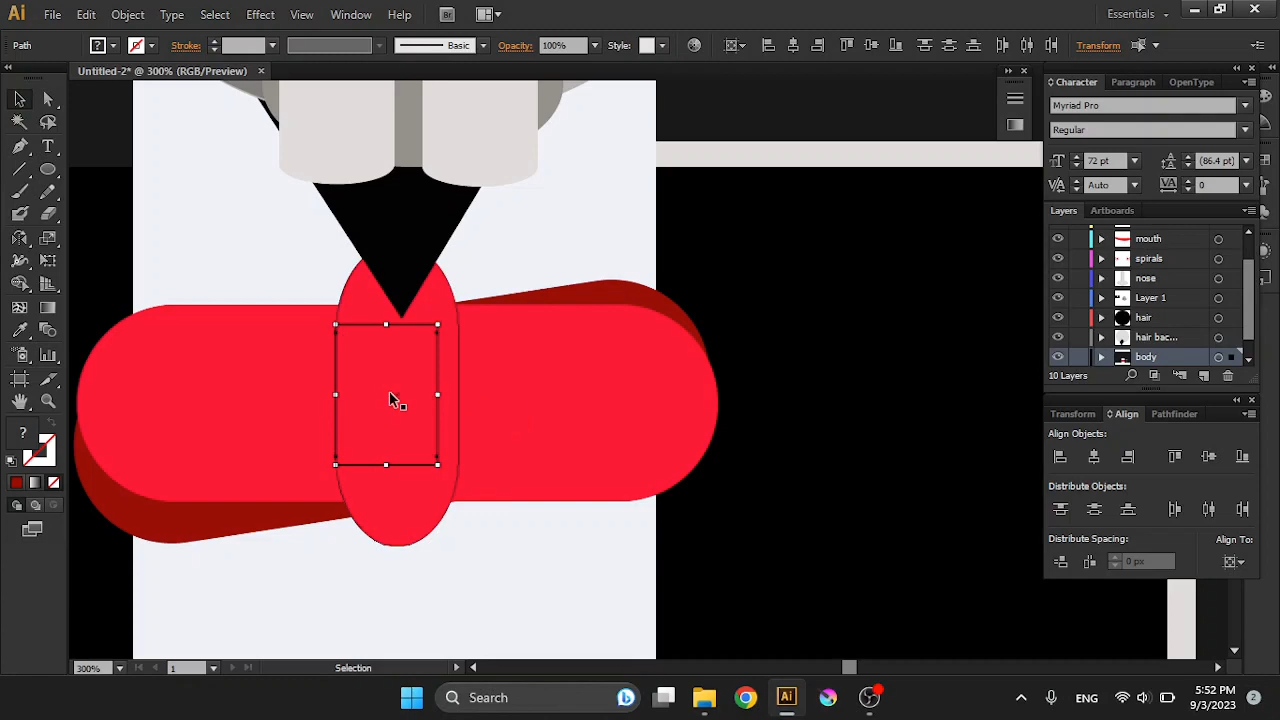 Ai File Edit Object Type Select Effect View Window Help Br Essentials
Path ? Stroke: Basic Opacity: 100% Style: Transform
Untitled-2* @ 300% (RGB/Preview)
Character Paragraph OpenType
Myriad Pro
Regular
72 pt (86.4 pt)
Auto 0
Layers Artboards
mouth
spirals
nose
Layer 1
hair
hair bac...
body
10 Layers
Transform Align Pathfinder
Align Objects:
Distribute Objects:
Distribute Spacing: Align To:
0 px
?
300% 1 Selection
Search Ai ENG 5:52 PM
9/3/2023 2